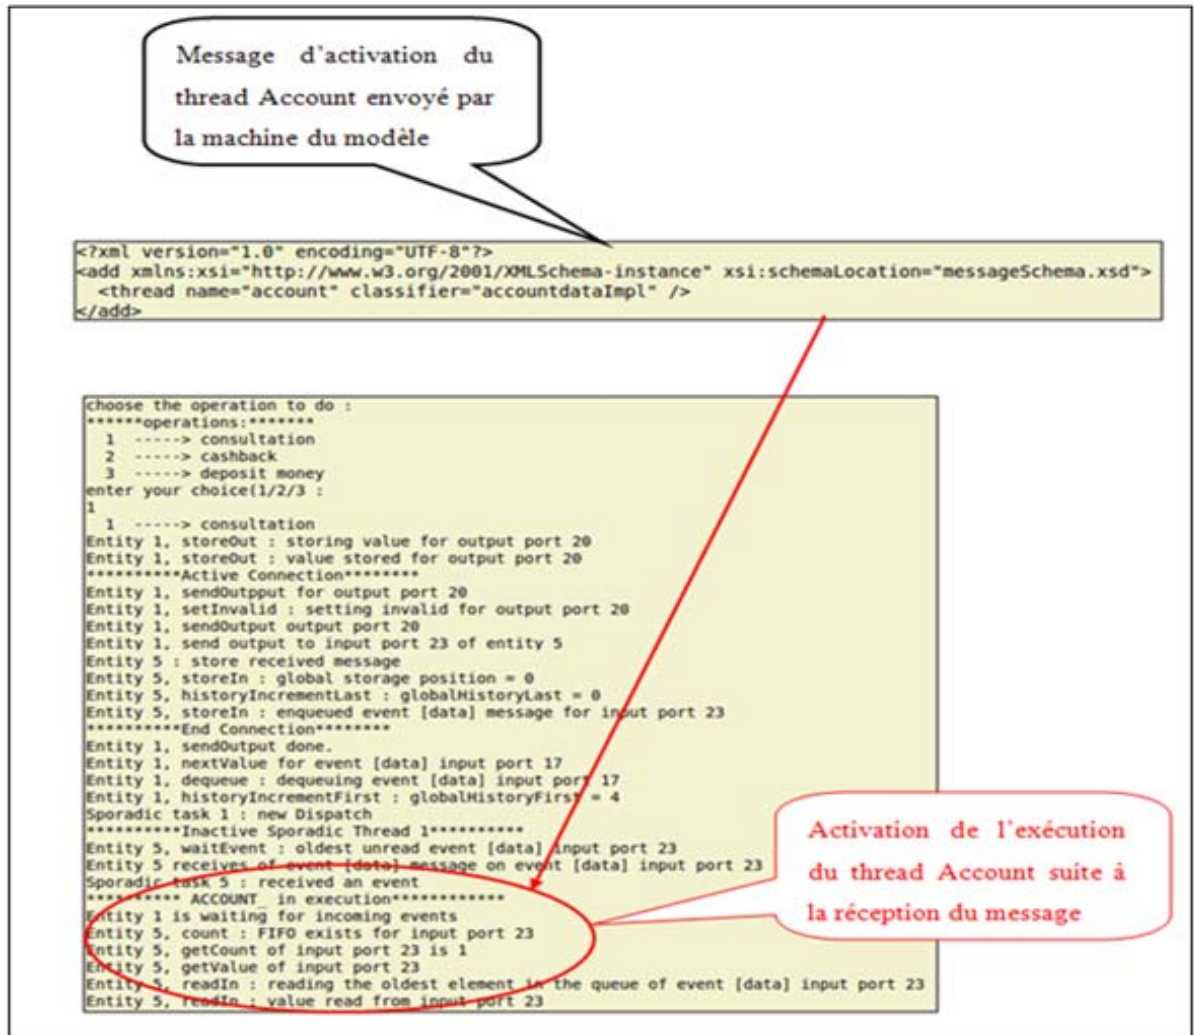 Message d'activation du
thread Account envoyé par
la machine du modèle
<?xml version="1.0" encoding="UTF-8"?>
<add xmlns:xsi="http://www.w3.org/2001/XMLSchema-instance" xsi:schemaLocation="messageSchema.xsd">
<thread name="account" classifier="accountdataImpl" />
</add>
choose the operation to do :
******operations:*******
1 -----> consultation
2 -----> cashback
3 -----> deposit money
enter your choice(1/2/3 :
1
1 -----> consultation
Entity 1, storeOut : storing value for output port 20
Entity 1, storeOut : value stored for output port 20
**********Active Connection********
Entity 1, sendOutpput for output port 20
Entity 1, setInvalid : setting invalid for output port 20
Entity 1, sendOutput output port 20
Entity 1, send output to input port 23 of entity 5
Entity 5 : store received message
Entity 5, storeIn : global storage position = 0
Entity 5, historyIncrementLast : globalHistoryLast = 0
Entity 5, storeIn : enqueued event [data] message for input port 23
**********End Connection********
Entity 1, sendOutput done.
Entity 1, nextValue for event [data] input port 17
Entity 1, dequeue : dequeuing event [data] input port 17
Entity 1, historyIncrementFirst : globalHistoryFirst = 4
Sporadic task 1 : new Dispatch
**********Inactive Sporadic Thread 1**********
Entity 5, waitEvent : oldest unread event [data] input port 23
Entity 5 receives of event [data] message on event [data] input port 23
Sporadic task 5 : received an event
********** ACCOUNT_ in execution************
Entity 1 is waiting for incoming events
Entity 5, count : FIFO exists for input port 23
Entity 5, getCount of input port 23 is 1
Entity 5, getValue of input port 23
Entity 5, readIn : reading the oldest element in the queue of event [data] input port 23
Entity 5, readIn : value read from input port 23
Activation de l'exécution
du thread Account suite à
la réception du message